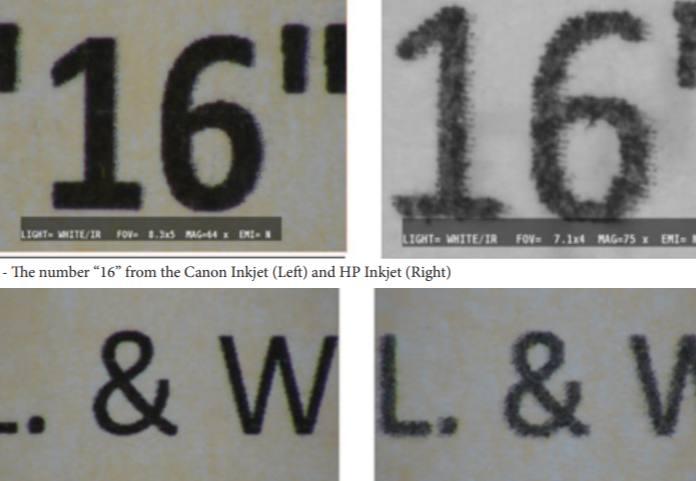 "16"
16"
LIGHT= WHITE/IR FOV= 8.3x5 MAG=64 x EMI= N
LIGHT= WHITE/IR FOV= 7.1x4 MAG=75 x EMI= N
- The number “16” from the Canon Inkjet (Left) and HP Inkjet (Right)
L. & W
L. & W